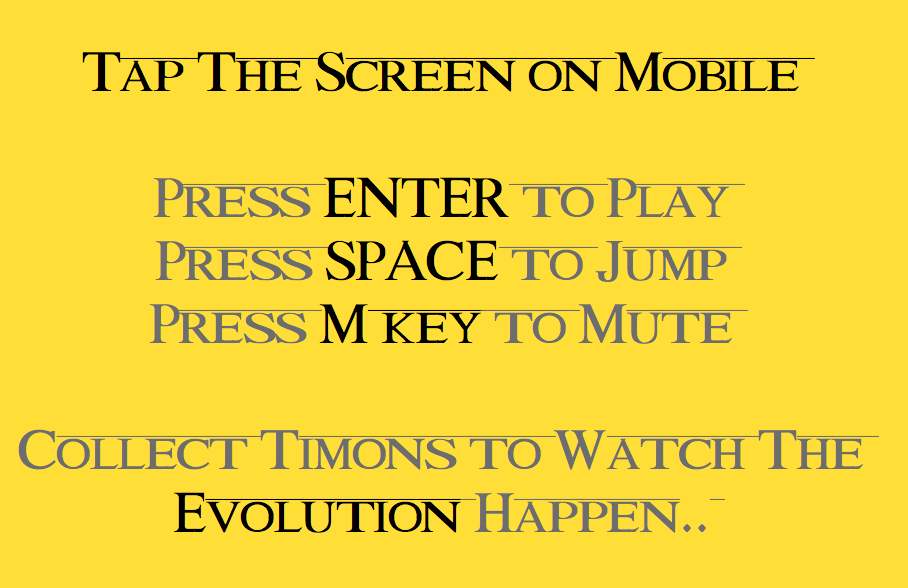 Tap The Screen on Mobile
Press ENTER to Play
Press SPACE to Jump
Press M key to Mute
Collect Timons to Watch The
Evolution Happen..